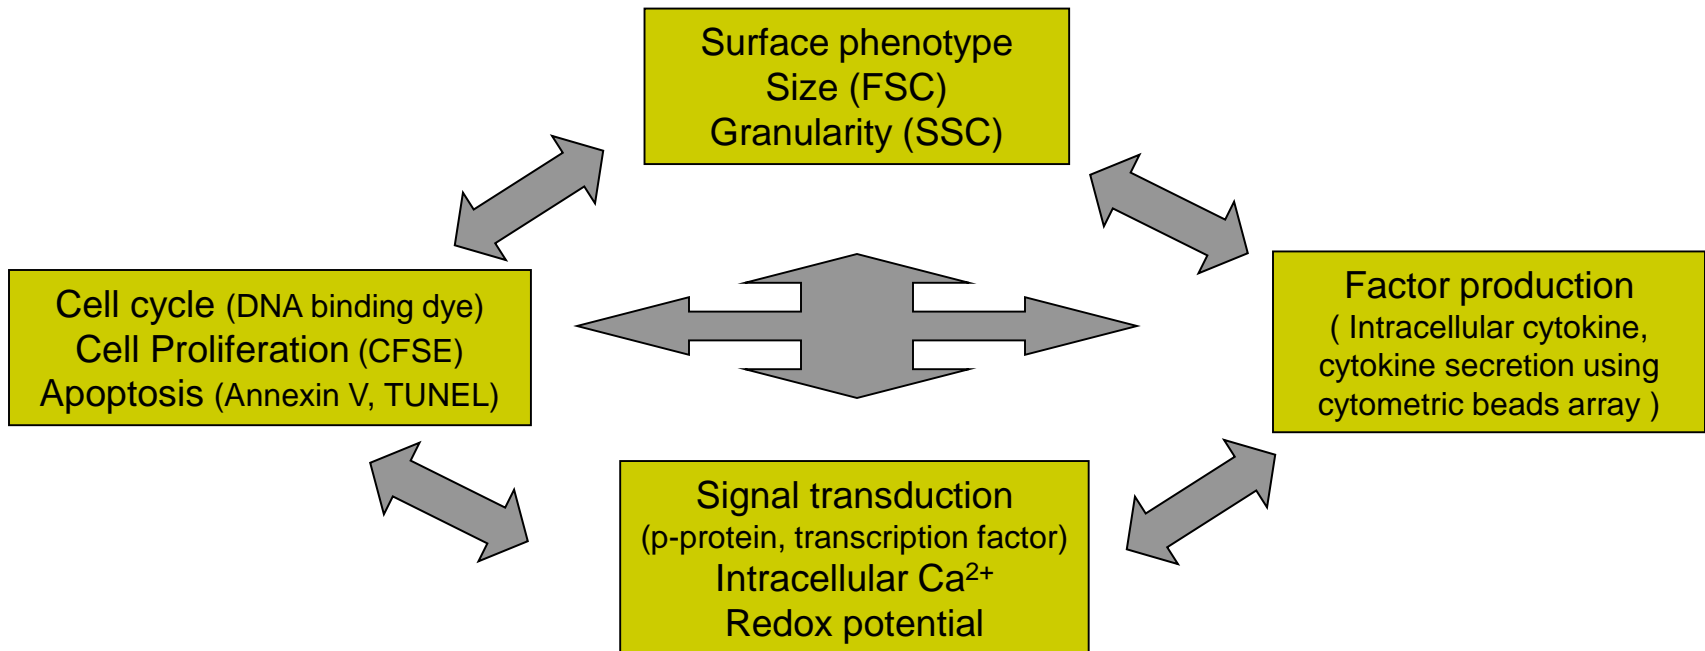 Surface phenotype
Size (FSC)
Granularity (SSC)
Cell cycle (DNA binding dye)
Cell Proliferation (CFSE)
Apoptosis (Annexin V, TUNEL)
Factor production
( Intracellular cytokine,
cytokine secretion using
cytometric beads array )
Signal transduction
(p-protein, transcription factor)
Intracellular Ca²⁺
Redox potential